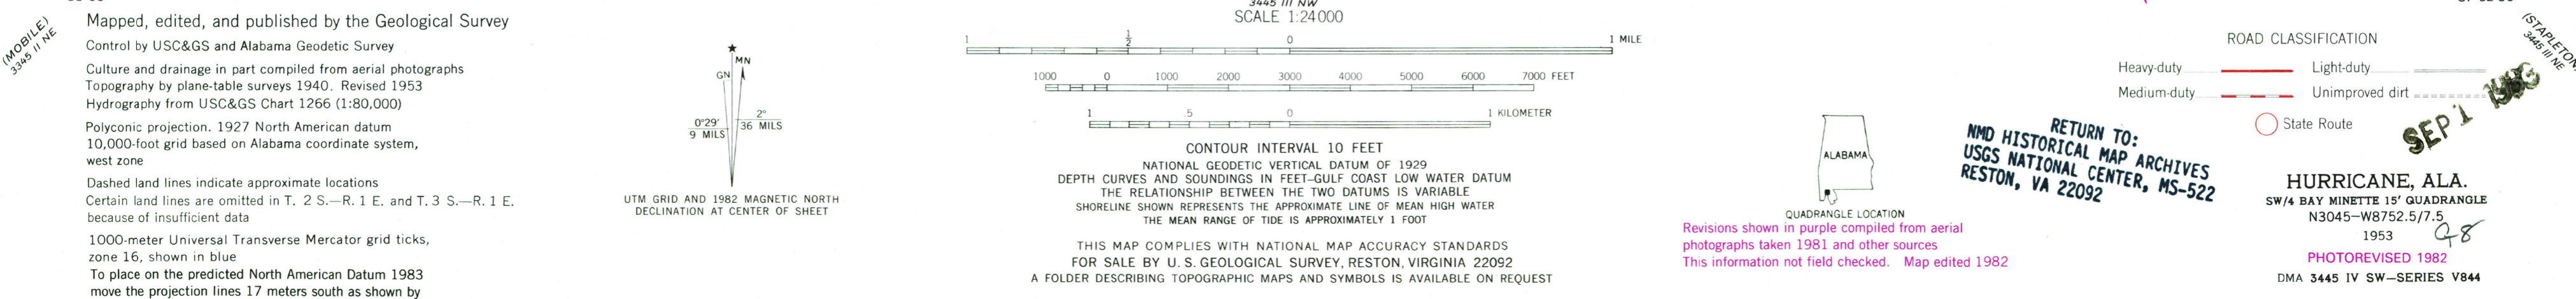 (MOBILE)
3345 II NE
Mapped, edited, and published by the Geological Survey
Control by USC&GS and Alabama Geodetic Survey
Culture and drainage in part compiled from aerial photographs
Topography by plane-table surveys 1940. Revised 1953
Hydrography from USC&GS Chart 1266 (1:80,000)
Polyconic projection. 1927 North American datum
10,000-foot grid based on Alabama coordinate system,
west zone
Dashed land lines indicate approximate locations
Certain land lines are omitted in T. 2 S.—R. 1 E. and T. 3 S.—R. 1 E.
because of insufficient data
1000-meter Universal Transverse Mercator grid ticks,
zone 16, shown in blue
To place on the predicted North American Datum 1983
move the projection lines 17 meters south as shown by
★
MN
GN
0°29′
9 MILS
2°
36 MILS
UTM GRID AND 1982 MAGNETIC NORTH
DECLINATION AT CENTER OF SHEET
3445 III NW
SCALE 1:24000
1 ½ 0 1 MILE
1000 0 1000 2000 3000 4000 5000 6000 7000 FEET
1 .5 0 1 KILOMETER
CONTOUR INTERVAL 10 FEET
NATIONAL GEODETIC VERTICAL DATUM OF 1929
DEPTH CURVES AND SOUNDINGS IN FEET—GULF COAST LOW WATER DATUM
THE RELATIONSHIP BETWEEN THE TWO DATUMS IS VARIABLE
SHORELINE SHOWN REPRESENTS THE APPROXIMATE LINE OF MEAN HIGH WATER
THE MEAN RANGE OF TIDE IS APPROXIMATELY 1 FOOT
THIS MAP COMPLIES WITH NATIONAL MAP ACCURACY STANDARDS
FOR SALE BY U.S. GEOLOGICAL SURVEY, RESTON, VIRGINIA 22092
A FOLDER DESCRIBING TOPOGRAPHIC MAPS AND SYMBOLS IS AVAILABLE ON REQUEST
ALABAMA
QUADRANGLE LOCATION
Revisions shown in purple compiled from aerial
photographs taken 1981 and other sources
This information not field checked. Map edited 1982
RETURN TO:
NMD HISTORICAL MAP ARCHIVES
USGS NATIONAL CENTER, MS-522
RESTON, VA 22092
ROAD CLASSIFICATION
Heavy-duty Light-duty
Medium-duty Unimproved dirt
State Route
(STAPLETON)
3445 III NE
SEP 1 1983
HURRICANE, ALA.
SW/4 BAY MINETTE 15′ QUADRANGLE
N3045—W8752.5/7.5
1953
PHOTOREVISED 1982
DMA 3445 IV SW—SERIES V844